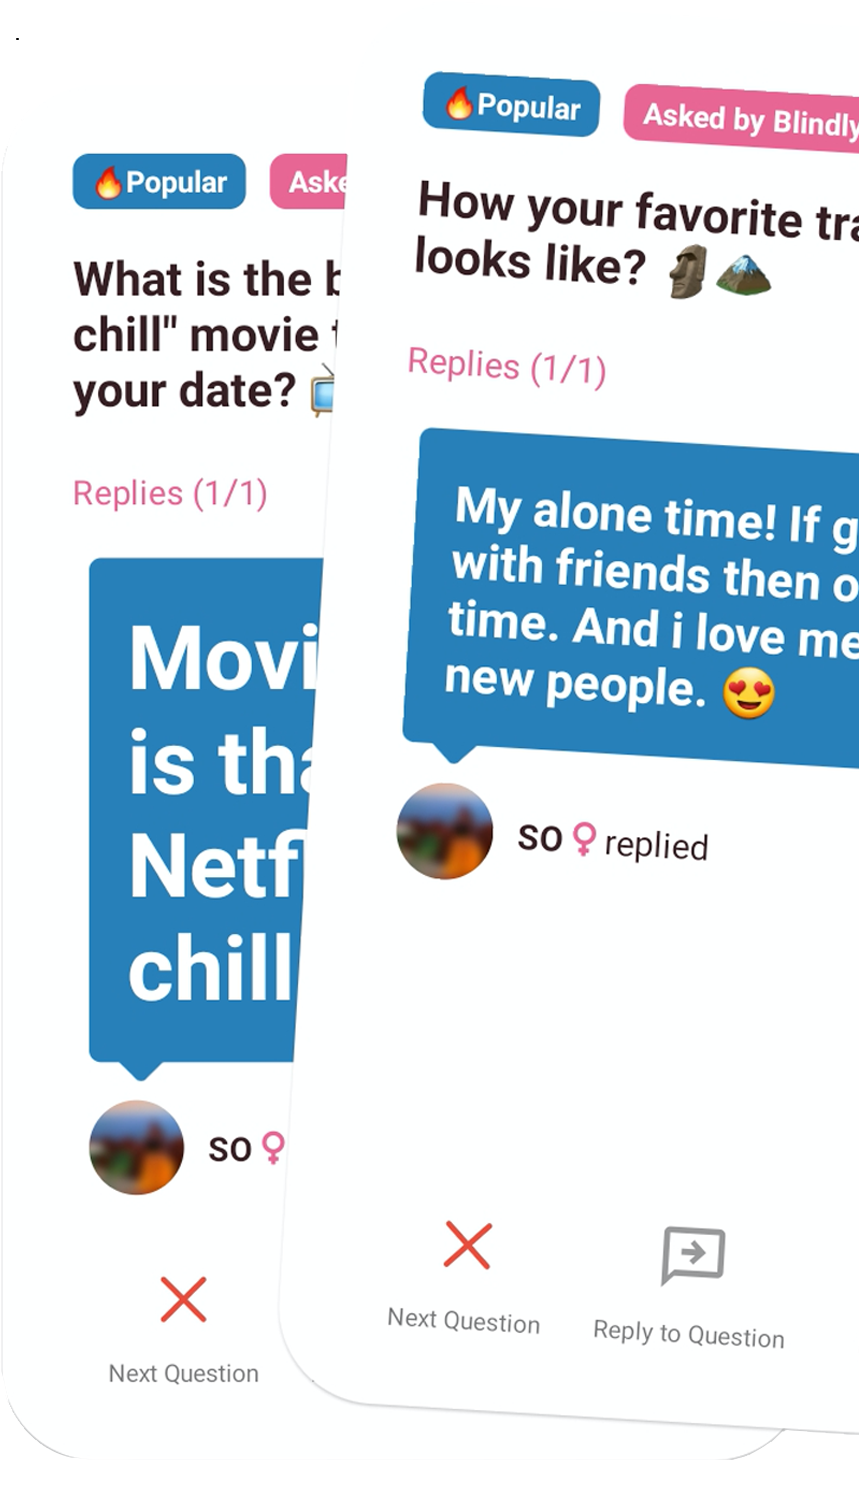 🔥Popular
Aske
What is the b
chill" movie
your date? 📺
Replies (1/1)
Movi
is tha
Netf
chill
SO ♀
Next Question
🔥Popular
Asked by Blindly
How your favorite tra
looks like? 🗿🏔️
Replies (1/1)
My alone time! If g
with friends then o
time. And i love me
new people. 😍
SO ♀ replied
Next Question
Reply to Question